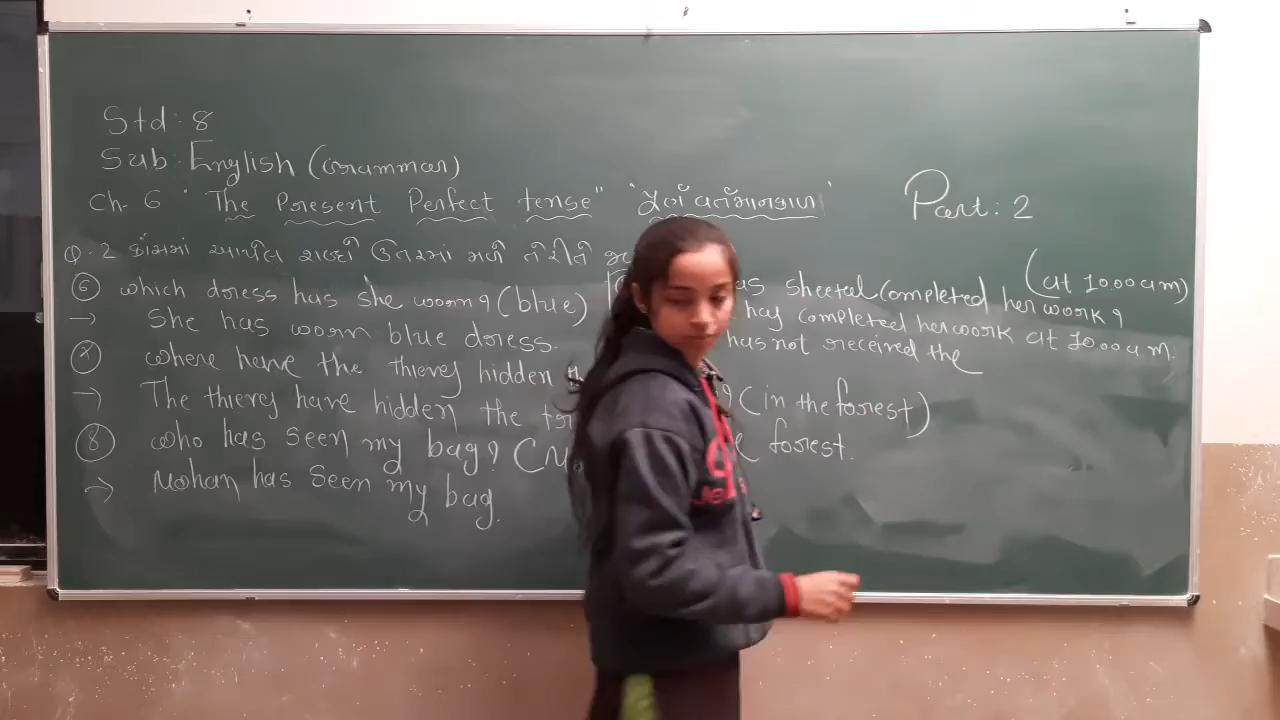 Std : 8
Sub : English (Grammar)
Ch- 6 " The Present Perfect tense" "પૂર્ણ વર્તમાનકાળ"
Part : 2
Q. 2 કૌંસમાં આપેલ શબ્દો ઉત્તરમાં મળે તે રીતે
(6) which dress has she worn? (blue)
→ She has worn blue dress.
(7) where have the thieves hidden
? (in the forest)
→ The thieves have hidden the
forest.
(8) who has seen my bag? (
→ Mohan has seen my bag.
(at 10.00 am)
sheetal completed her work?
has completed her work at 10.00 a m.
has not received the